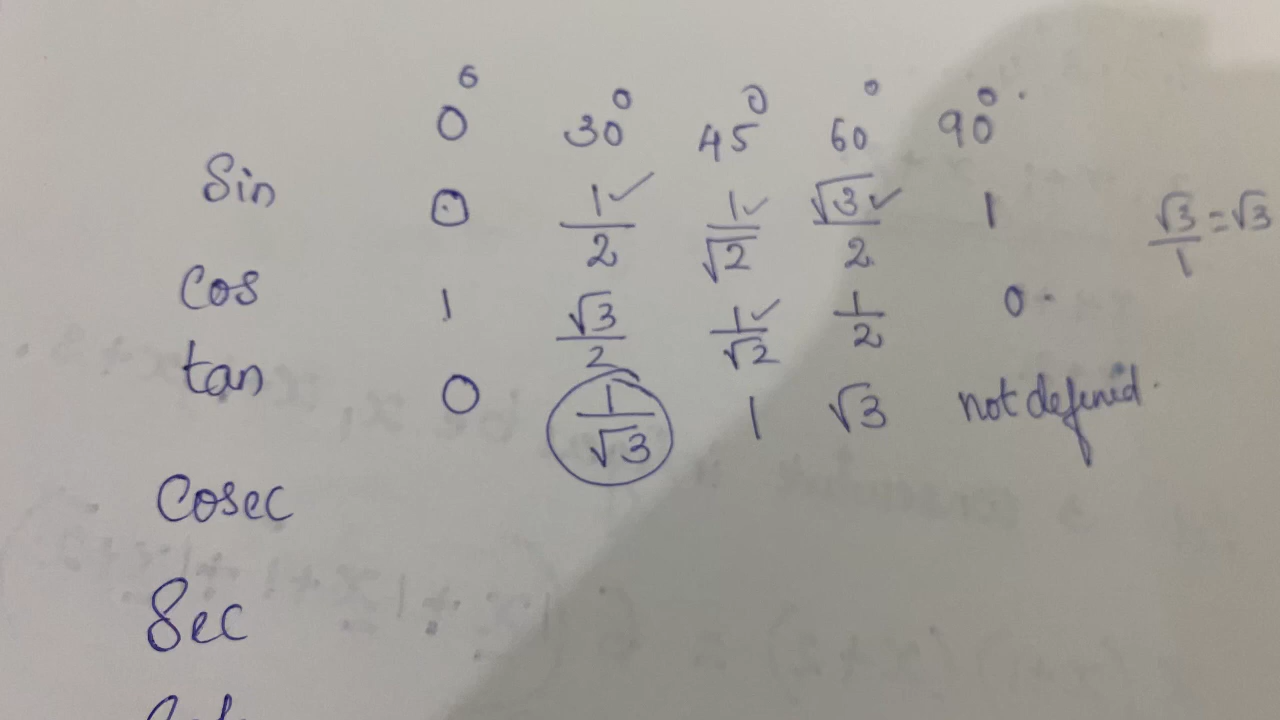 0° 30° 45° 60° 90°
Sin 0 1/2 1/√2 √3/2 1 √3/1 = √3
Cos 1 √3/2 1/√2 1/2 0
tan 0 1/√3 1 √3 not defined.
Cosec
Sec